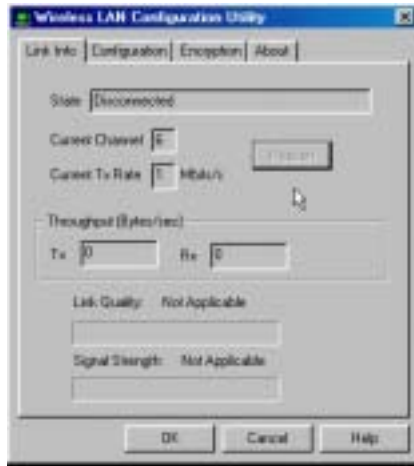 Wireless LAN Configuration Utility
Link Info Configuration Encryption About
State Disconnected
Current Channel 6
Current Tx Rate 1 Mbits/s
Throughput (Bytes/sec)
Tx 0 Rx 0
Link Quality: Not Applicable
Signal Strength: Not Applicable
OK Cancel Help